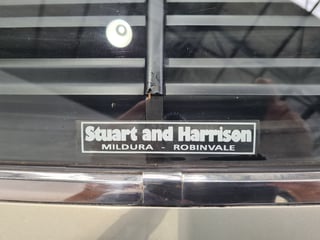 Stuart and Harrison
MILDURA - ROBINVALE